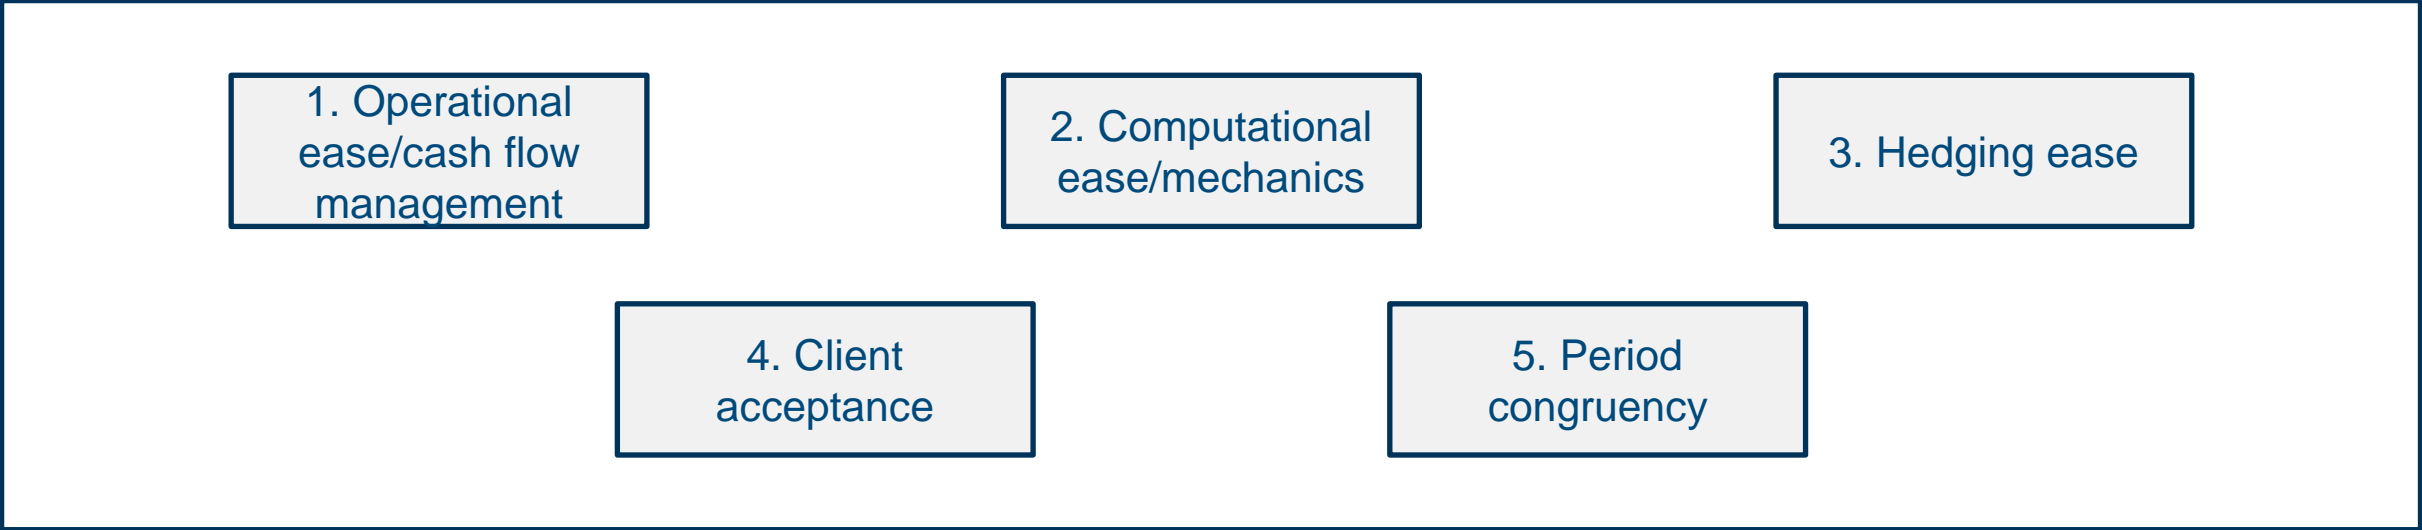 1. Operational
ease/cash flow
management
2. Computational
ease/mechanics
3. Hedging ease
4. Client
acceptance
5. Period
congruency